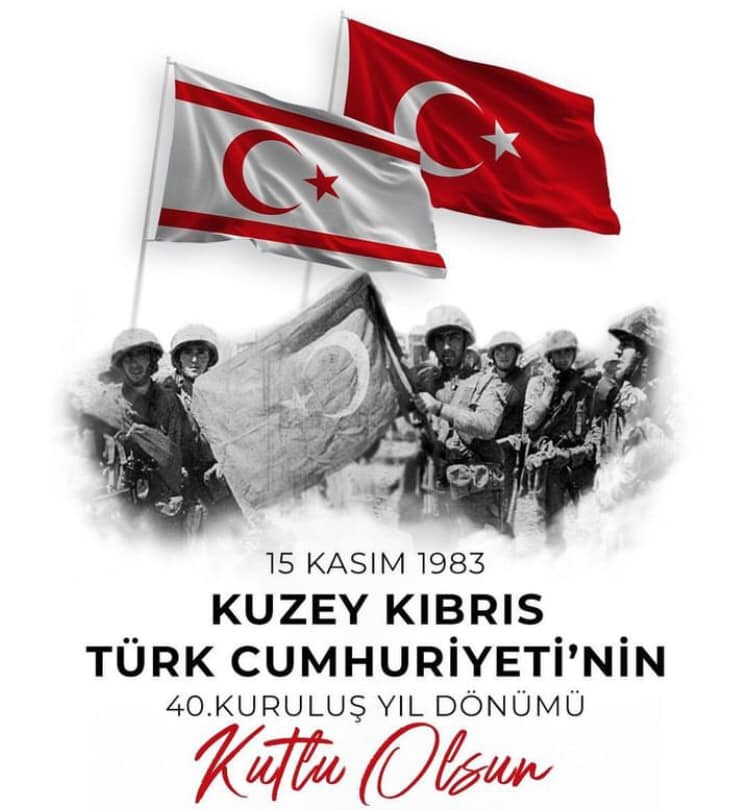 15 KASIM 1983
KUZEY KIBRIS
TÜRK CUMHURİYETİ’NİN
40.KURULUŞ YIL DÖNÜMÜ
Kutlu Olsun